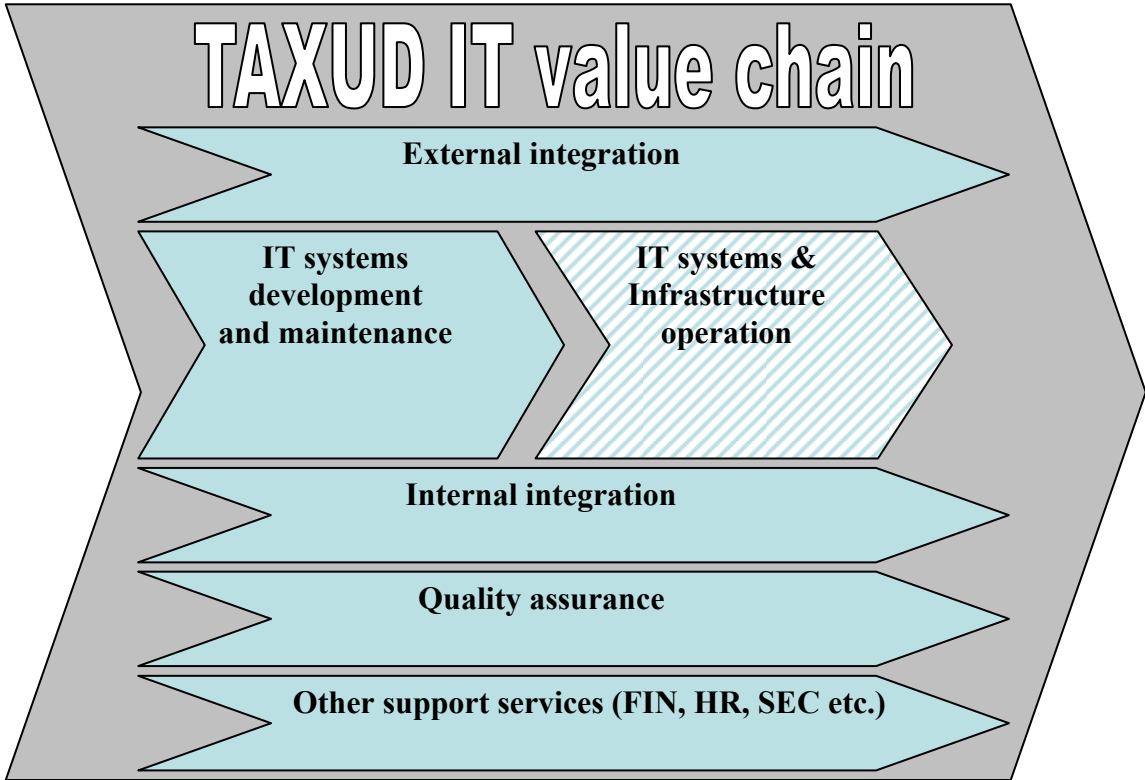 TAXUD IT value chain
External integration
IT systems
development
and maintenance
IT systems &
Infrastructure
operation
Internal integration
Quality assurance
Other support services (FIN, HR, SEC etc.)